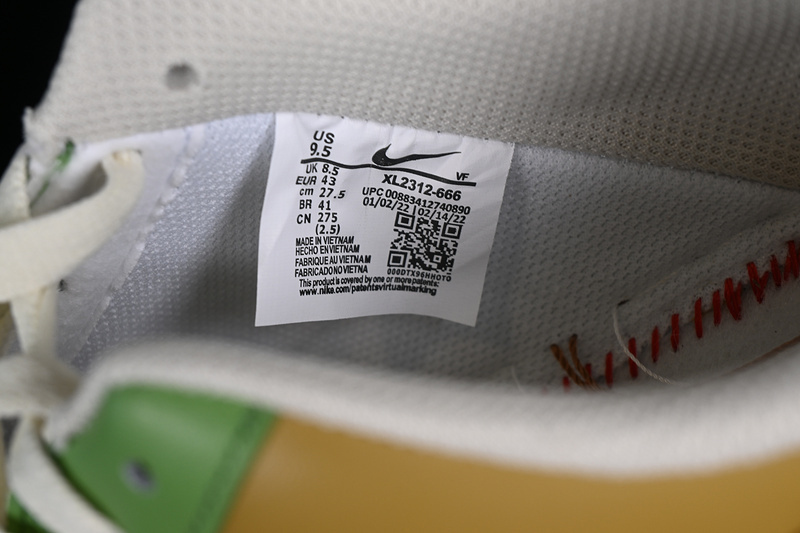 US
9.5
UK 8.5
EUR 43
cm 27.5
BR 41
CN 275
(2.5)
VF
XL2312-666
UPC 00883412740890
01/02/22 | 02/14/22
000DTX96HHOTO
MADE IN VIETNAM
HECHO EN VIETNAM
FABRIQUE AU VIETNAM
FABRICADO NO VIETNA
This product is covered by one or more patents:
www.nike.com/patentsvirtualmarking